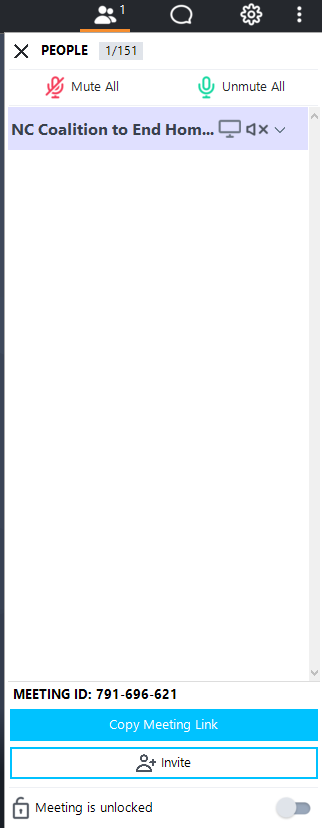 1
PEOPLE 1/151
Mute All Unmute All
NC Coalition to End Hom...
MEETING ID: 791-696-621
Copy Meeting Link
Invite
Meeting is unlocked